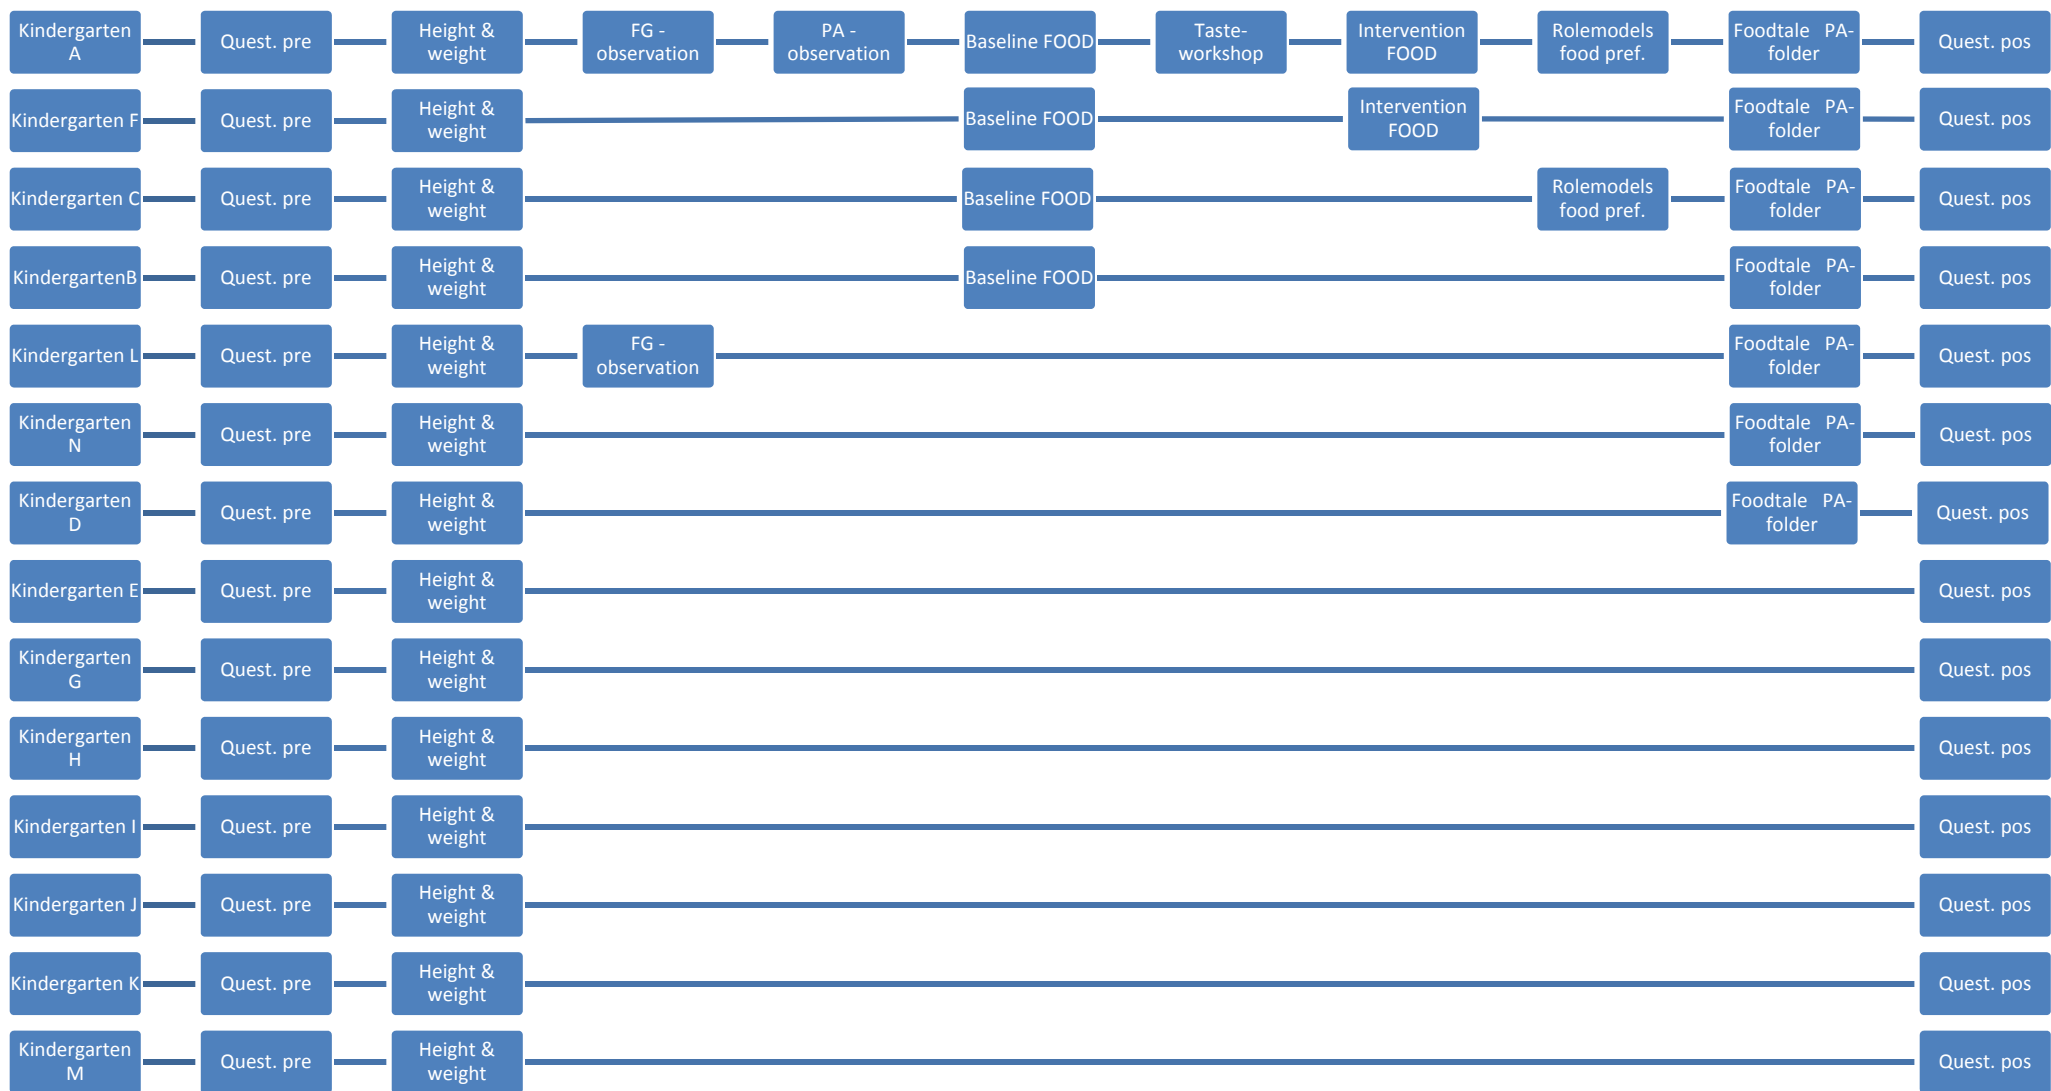 Kindergarten
A
Quest. pre
Height &
weight
FG -
observation
PA -
observation
Baseline FOOD
Taste-
workshop
Intervention
FOOD
Rolemodels
food pref.
Foodtale PA-
folder
Quest. pos
Kindergarten F
Quest. pre
Height &
weight
Baseline FOOD
Intervention
FOOD
Foodtale PA-
folder
Quest. pos
Kindergarten C
Quest. pre
Height &
weight
Baseline FOOD
Rolemodels
food pref.
Foodtale PA-
folder
Quest. pos
KindergartenB
Quest. pre
Height &
weight
Baseline FOOD
Foodtale PA-
folder
Quest. pos
Kindergarten L
Quest. pre
Height &
weight
FG -
observation
Foodtale PA-
folder
Quest. pos
Kindergarten
N
Quest. pre
Height &
weight
Foodtale PA-
folder
Quest. pos
Kindergarten
D
Quest. pre
Height &
weight
Foodtale PA-
folder
Quest. pos
Kindergarten E
Quest. pre
Height &
weight
Quest. pos
Kindergarten
G
Quest. pre
Height &
weight
Quest. pos
Kindergarten
H
Quest. pre
Height &
weight
Quest. pos
Kindergarten I
Quest. pre
Height &
weight
Quest. pos
Kindergarten J
Quest. pre
Height &
weight
Quest. pos
Kindergarten K
Quest. pre
Height &
weight
Quest. pos
Kindergarten
M
Quest. pre
Height &
weight
Quest. pos